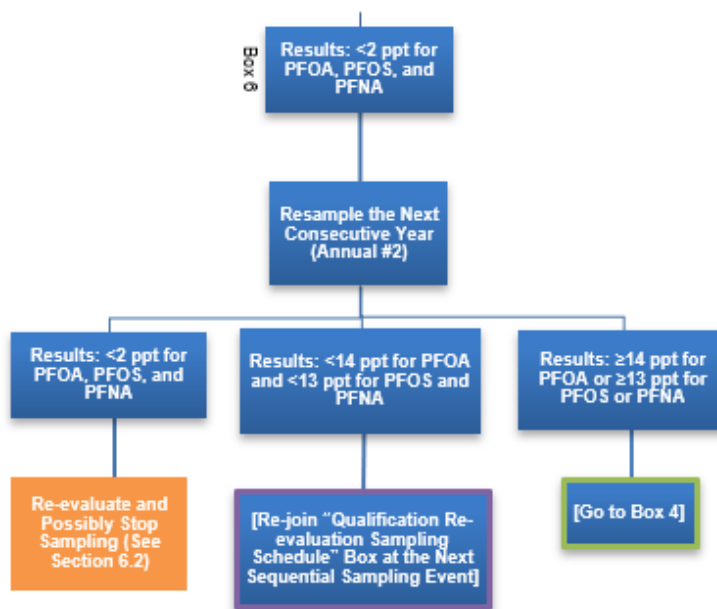 Box 6
Results: <2 ppt for
PFOA, PFOS, and
PFNA
Resample the Next
Consecutive Year
(Annual #2)
Results: <2 ppt for
PFOA, PFOS, and
PFNA
Results: <14 ppt for PFOA
and <13 ppt for PFOS and
PFNA
Results: ≥14 ppt for
PFOA or ≥13 ppt for
PFOS or PFNA
Re-evaluate and
Possibly Stop
Sampling (See
Section 6.2)
[Re-join “Qualification Re-
evaluation Sampling
Schedule” Box at the Next
Sequential Sampling Event]
[Go to Box 4]